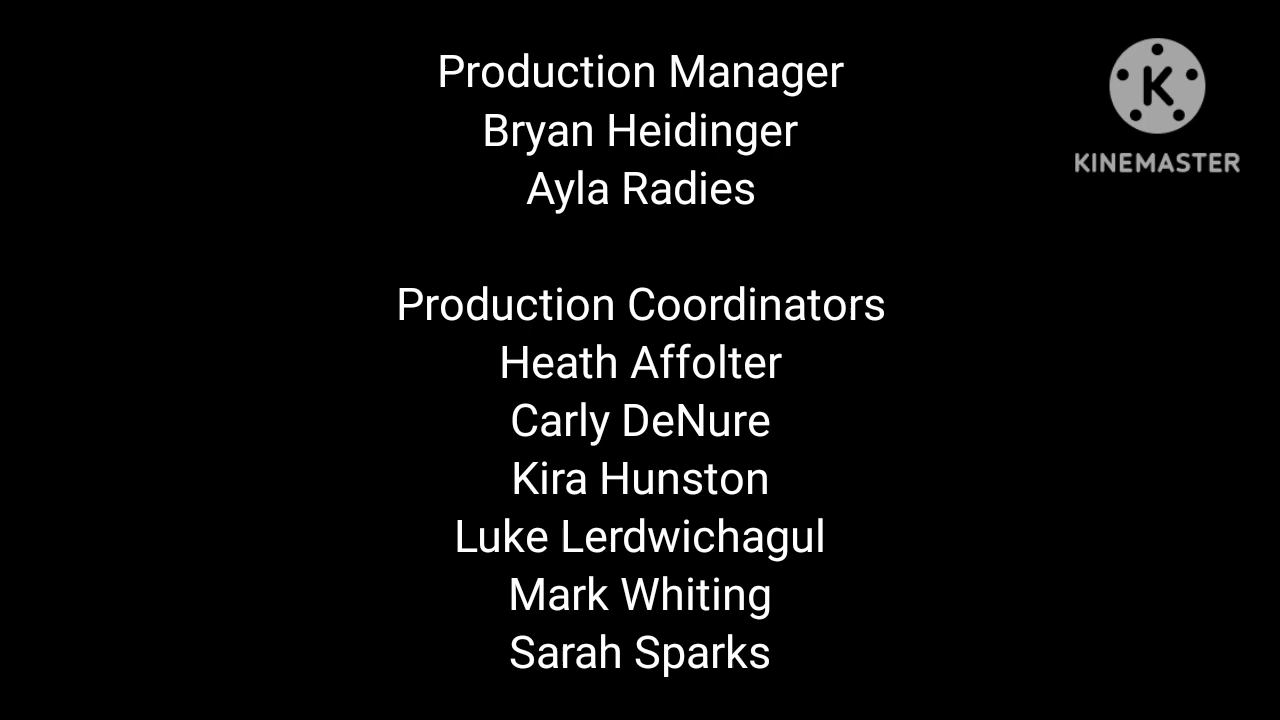 Production Manager
Bryan Heidinger
Ayla Radies
Production Coordinators
Heath Affolter
Carly DeNure
Kira Hunston
Luke Lerdwichagul
Mark Whiting
Sarah Sparks
K
KINEMASTER